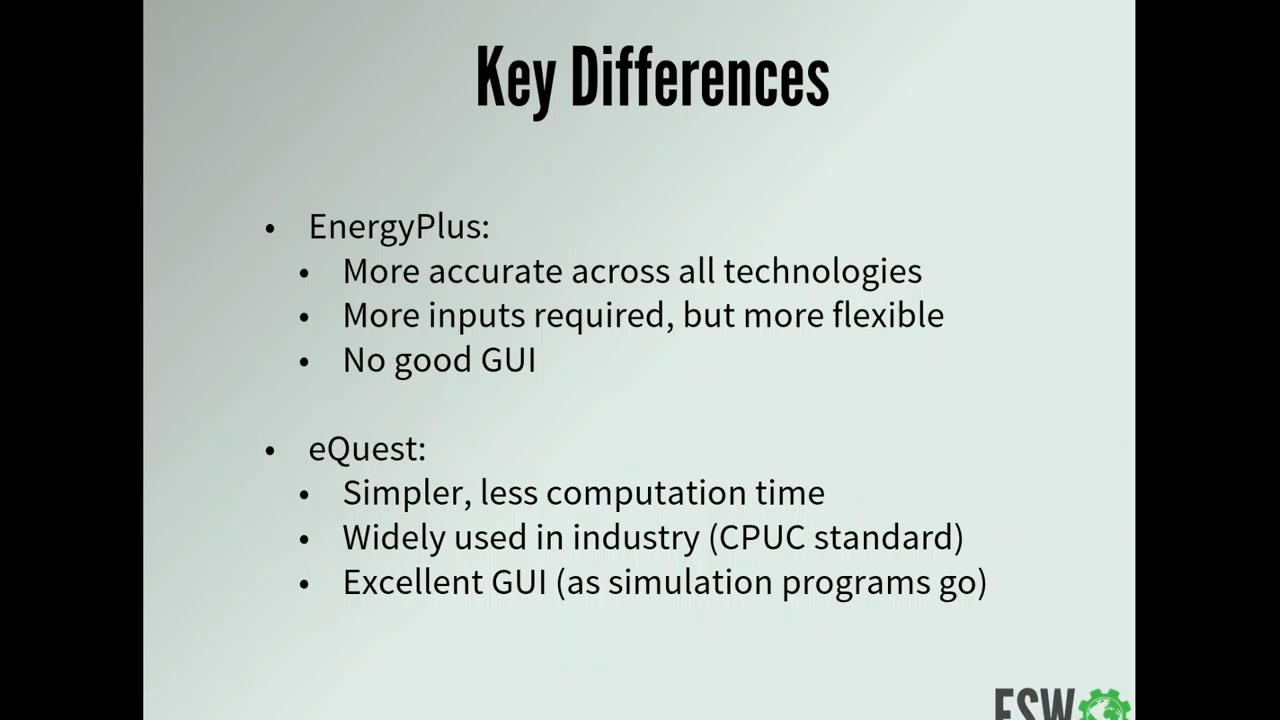 Key Differences
• EnergyPlus:
• More accurate across all technologies
• More inputs required, but more flexible
• No good GUI
• eQuest:
• Simpler, less computation time
• Widely used in industry (CPUC standard)
• Excellent GUI (as simulation programs go)
ESW